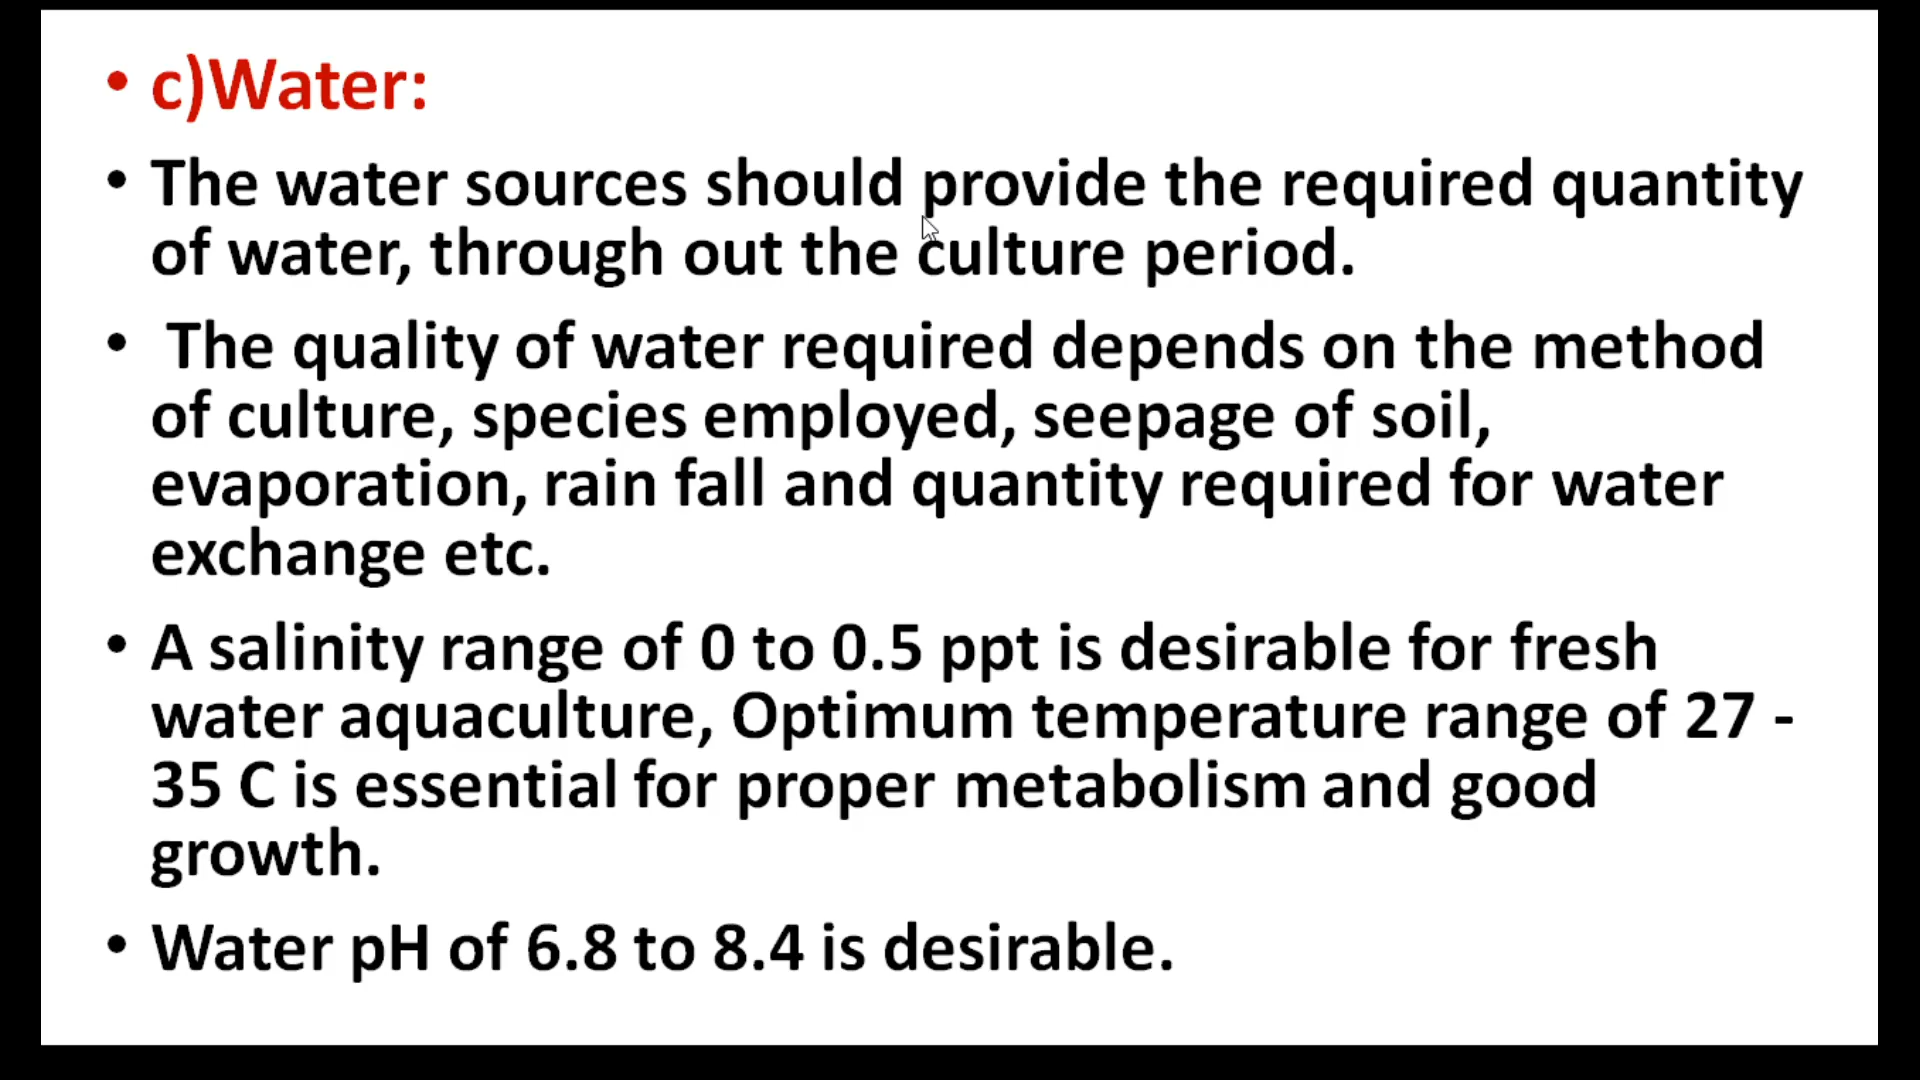 • c)Water:
• The water sources should provide the required quantity
of water, through out the culture period.
• The quality of water required depends on the method
of culture, species employed, seepage of soil,
evaporation, rain fall and quantity required for water
exchange etc.
• A salinity range of 0 to 0.5 ppt is desirable for fresh
water aquaculture, Optimum temperature range of 27 -
35 C is essential for proper metabolism and good
growth.
• Water pH of 6.8 to 8.4 is desirable.